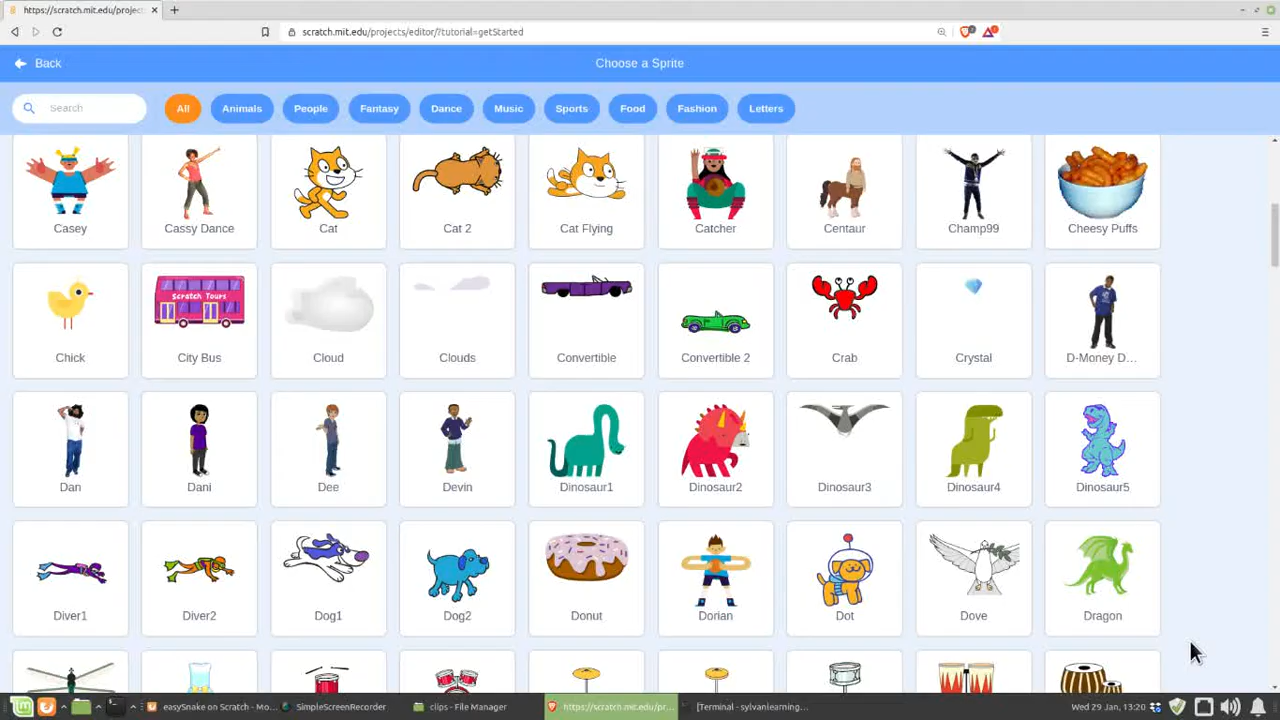 https://scratch.mit.edu/project
scratch.mit.edu/projects/editor/?tutorial=getStarted
Back
Choose a Sprite
Search
All
Animals
People
Fantasy
Dance
Music
Sports
Food
Fashion
Letters
Casey
Cassy Dance
Cat
Cat 2
Cat Flying
Catcher
Centaur
Champ99
Cheesy Puffs
Scratch Tours
Chick
City Bus
Cloud
Clouds
Convertible
Convertible 2
Crab
Crystal
D-Money D...
Dan
Dani
Dee
Devin
Dinosaur1
Dinosaur2
Dinosaur3
Dinosaur4
Dinosaur5
Diver1
Diver2
Dog1
Dog2
Donut
Dorian
Dot
Dove
Dragon
easySnake on Scratch - Mo...
SimpleScreenRecorder
clips - File Manager
https://scratch.mit.edu/pr...
[Terminal - sylvanlearning...
Wed 29 Jan, 13:20